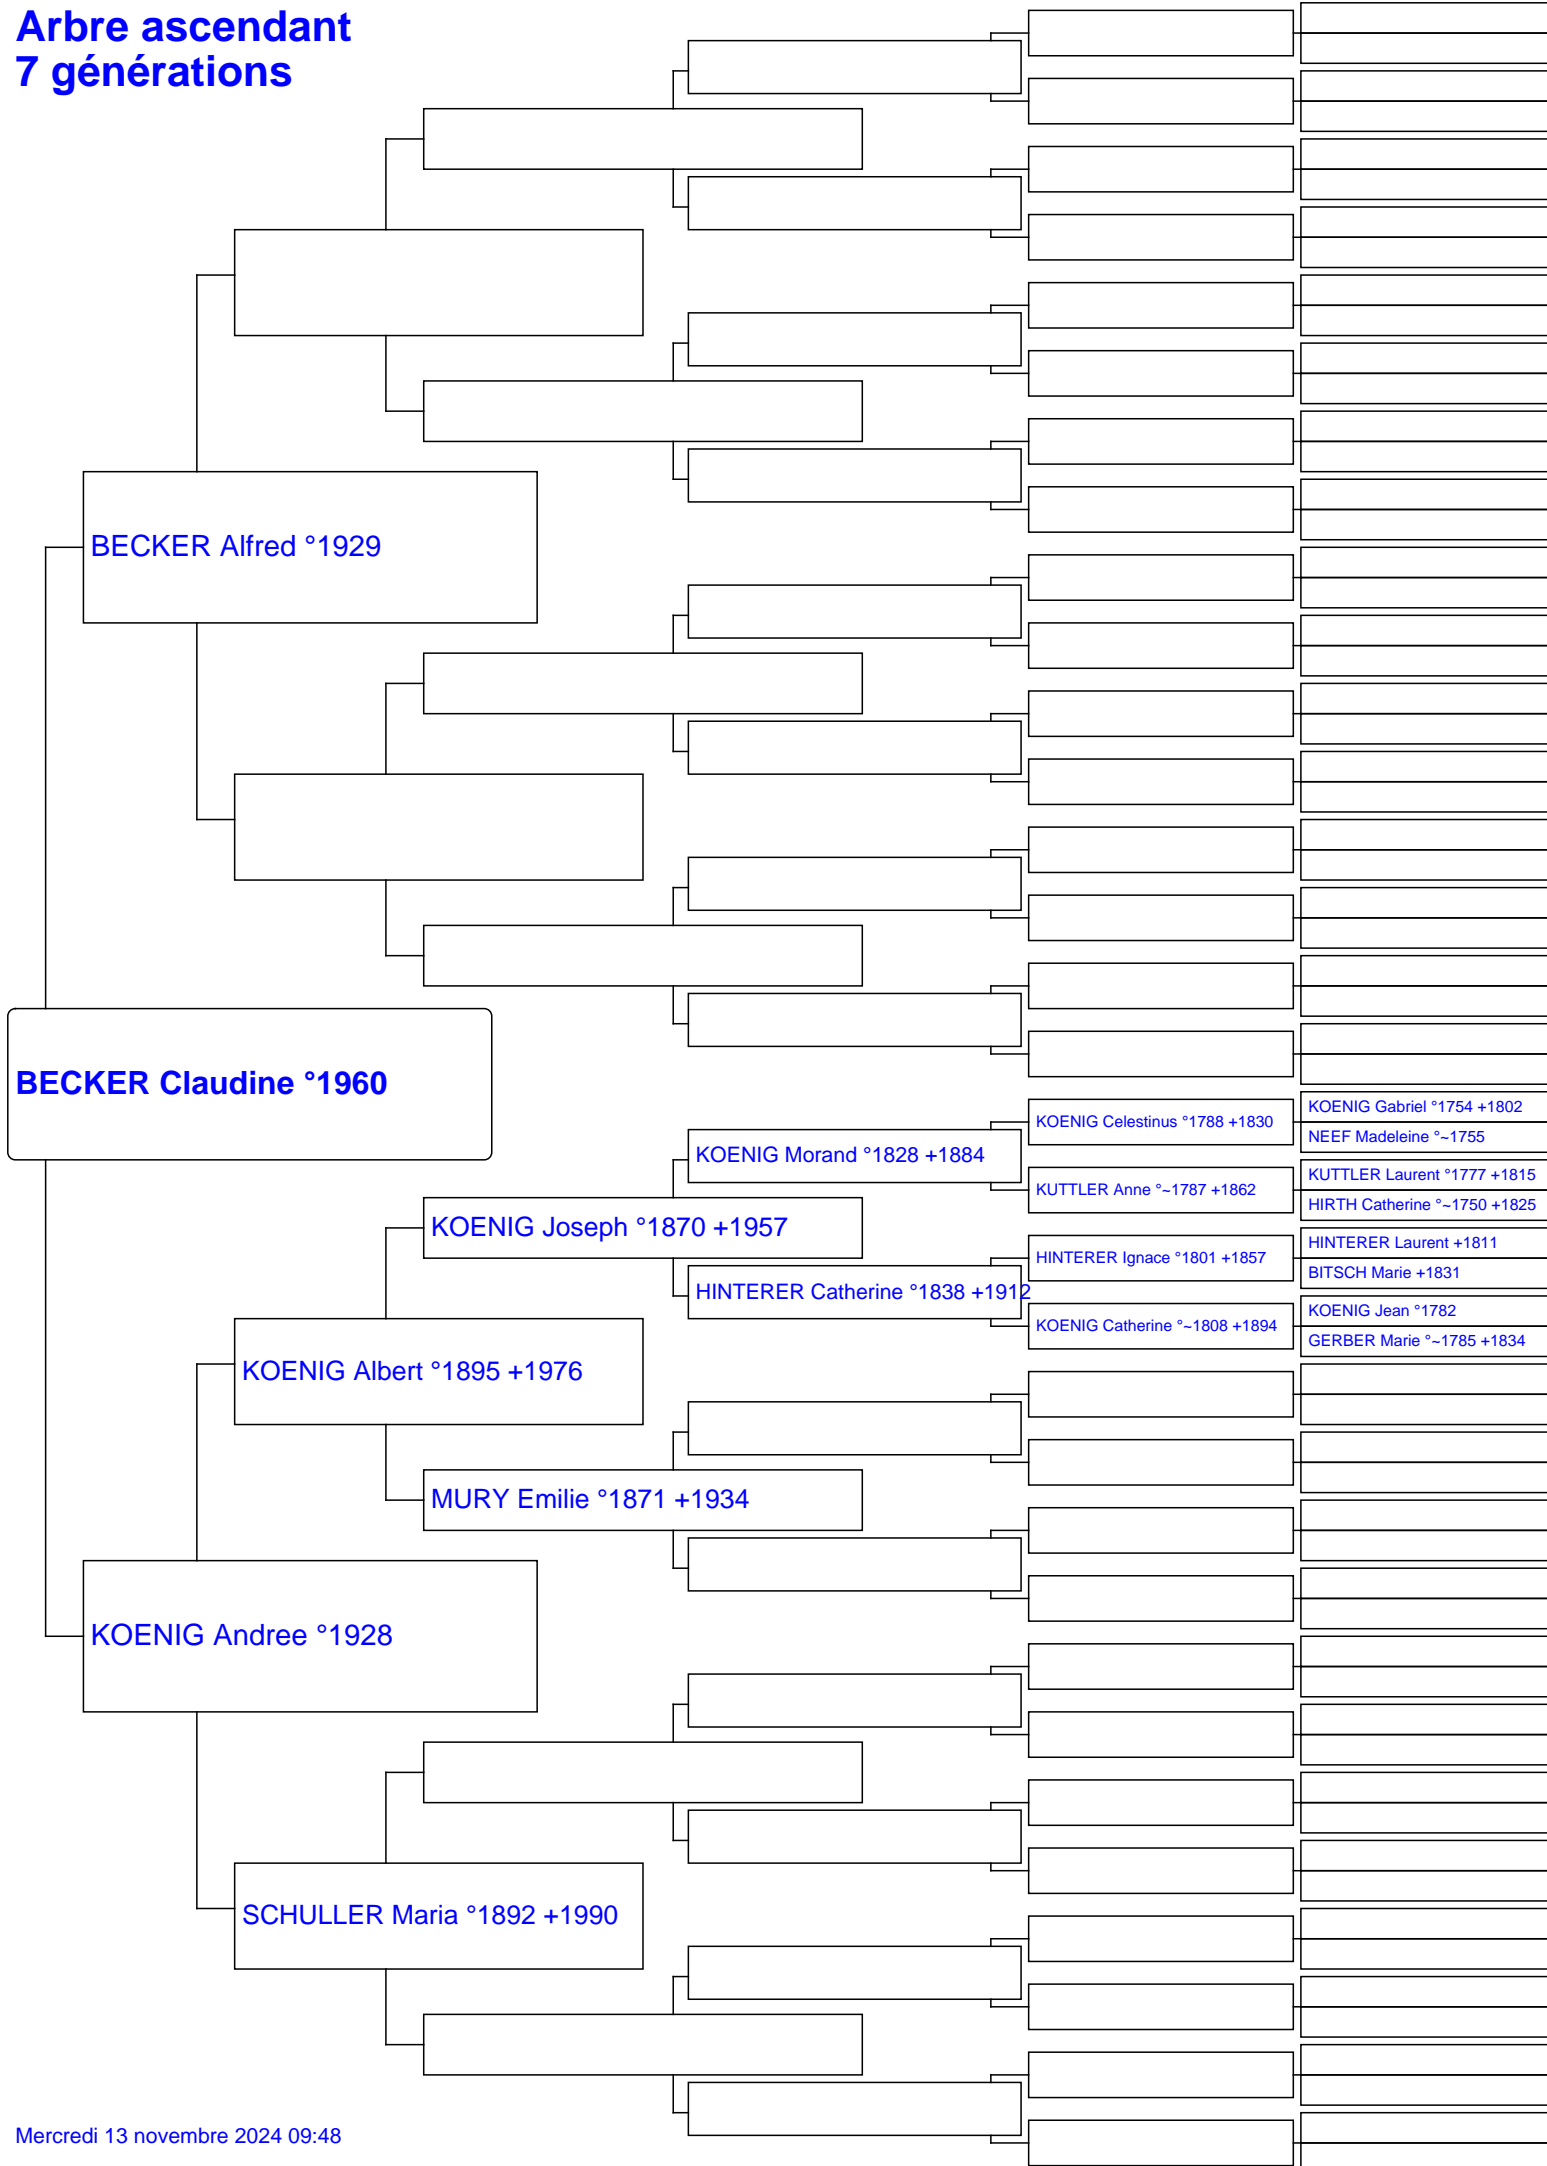 Arbre ascendant
7 générations
BECKER Alfred °1929
BECKER Claudine °1960
KOENIG Celestinus °1788 +1830
KOENIG Gabriel °1754 +1802
NEEF Madeleine °~1755
KOENIG Morand °1828 +1884
KUTTLER Anne °~1787 +1862
KUTTLER Laurent °1777 +1815
HIRTH Catherine °~1750 +1825
KOENIG Joseph °1870 +1957
HINTERER Ignace °1801 +1857
HINTERER Laurent +1811
BITSCH Marie +1831
HINTERER Catherine °1838 +1912
KOENIG Catherine °~1808 +1894
KOENIG Jean °1782
GERBER Marie °~1785 +1834
KOENIG Albert °1895 +1976
MURY Emilie °1871 +1934
KOENIG Andree °1928
SCHULLER Maria °1892 +1990
Mercredi 13 novembre 2024 09:48